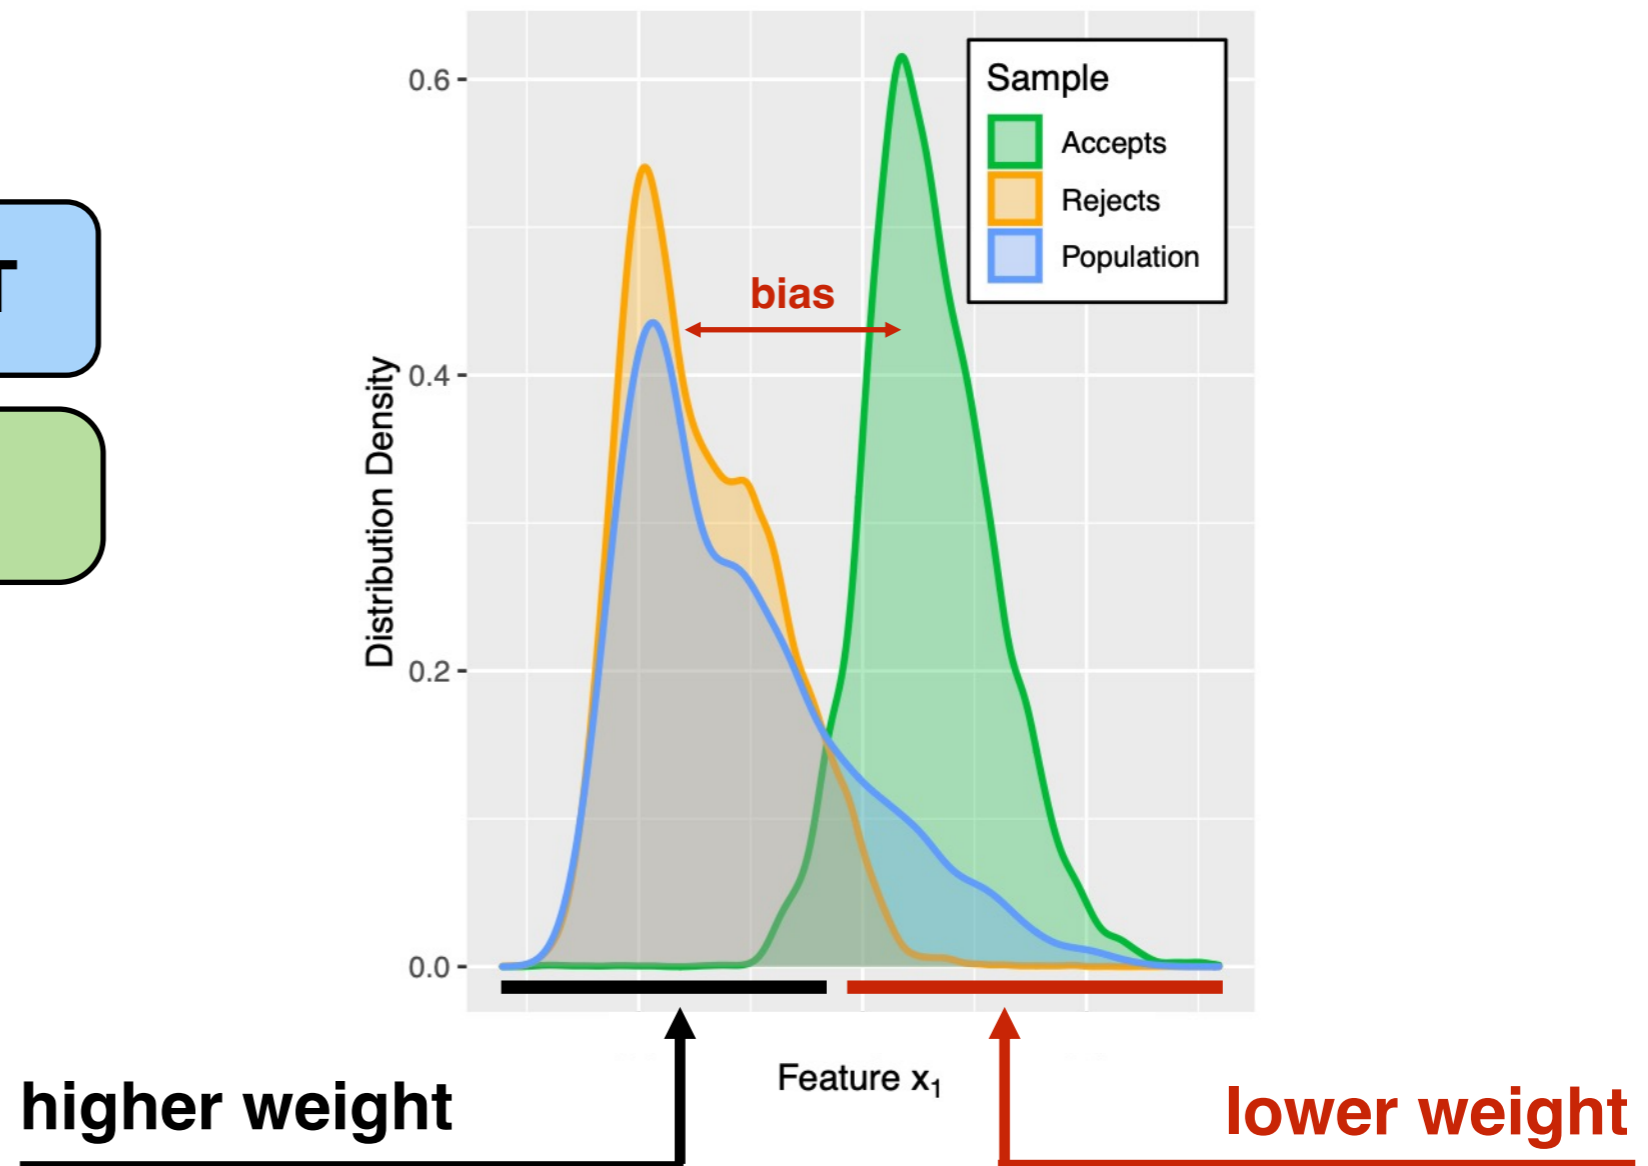 0.6
0.4
0.2
0.0
Distribution Density
Sample
Accepts
Rejects
Population
bias
T
Feature x₁
higher weight
lower weight